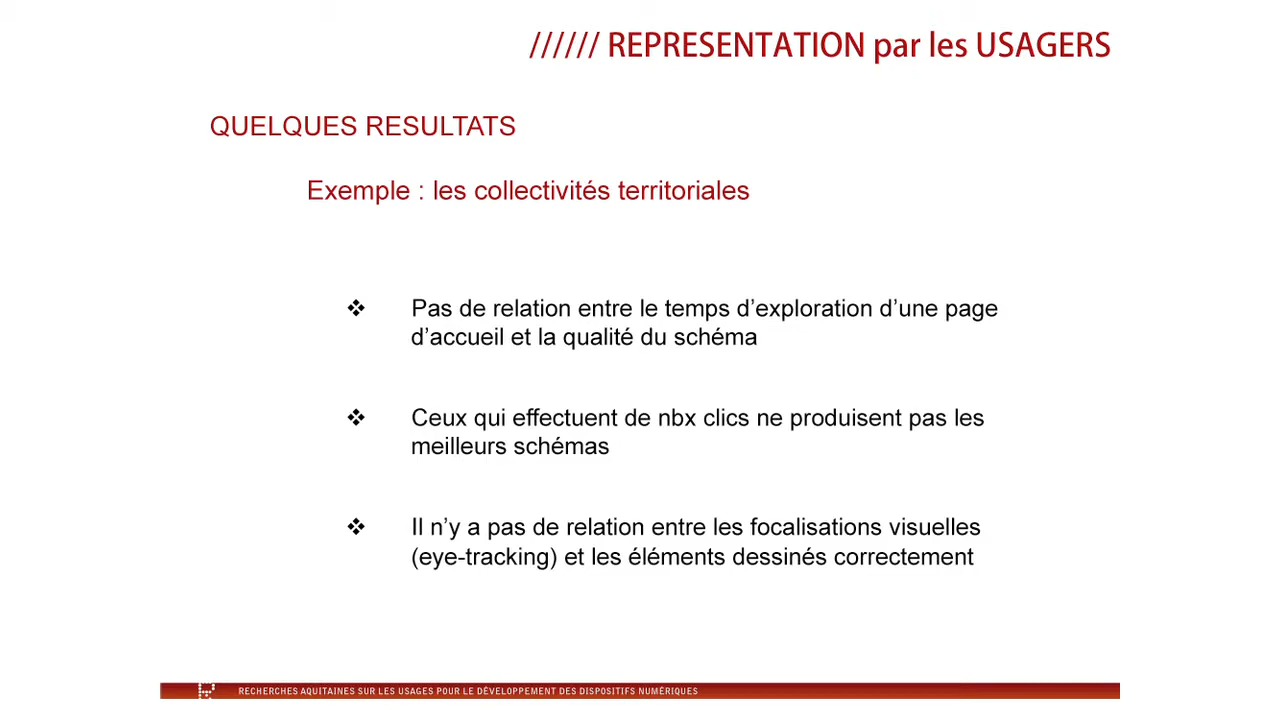 ////// REPRESENTATION par les USAGERS
QUELQUES RESULTATS
Exemple : les collectivités territoriales
❖ Pas de relation entre le temps d’exploration d’une page
d’accueil et la qualité du schéma
❖ Ceux qui effectuent de nbx clics ne produisent pas les
meilleurs schémas
❖ Il n’y a pas de relation entre les focalisations visuelles
(eye-tracking) et les éléments dessinés correctement
RECHERCHES AQUITAINES SUR LES USAGES POUR LE DÉVELOPPEMENT DES DISPOSITIFS NUMÉRIQUES